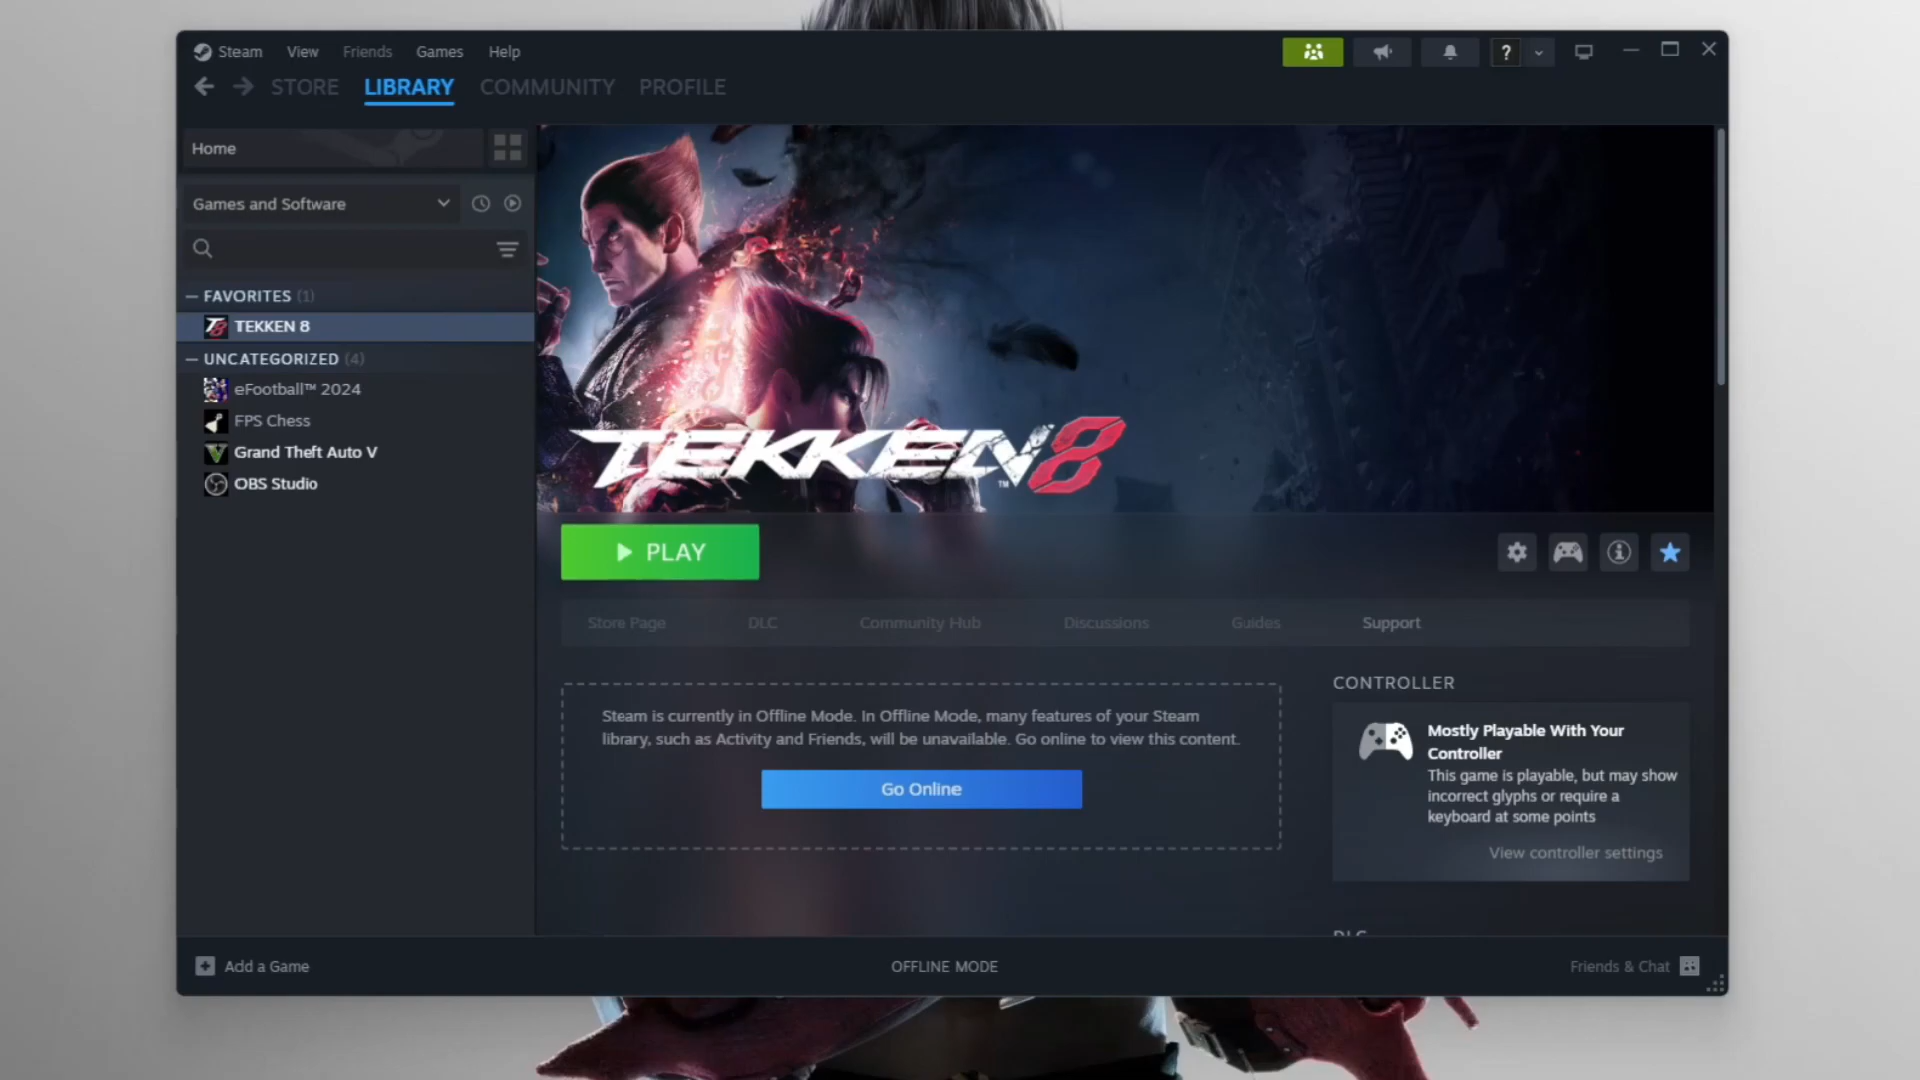 Steam View Friends Games Help
STORE LIBRARY COMMUNITY PROFILE
Home
Games and Software
— FAVORITES (1)
TEKKEN 8
— UNCATEGORIZED (4)
eFootball™ 2024
FPS Chess
Grand Theft Auto V
OBS Studio
TEKKEN 8 ™
PLAY
Store Page DLC Community Hub Discussions Guides Support
Steam is currently in Offline Mode. In Offline Mode, many features of your Steam
library, such as Activity and Friends, will be unavailable. Go online to view this content.
Go Online
CONTROLLER
Mostly Playable With Your
Controller
This game is playable, but may show
incorrect glyphs or require a
keyboard at some points
View controller settings
DLC
Add a Game
OFFLINE MODE
Friends & Chat